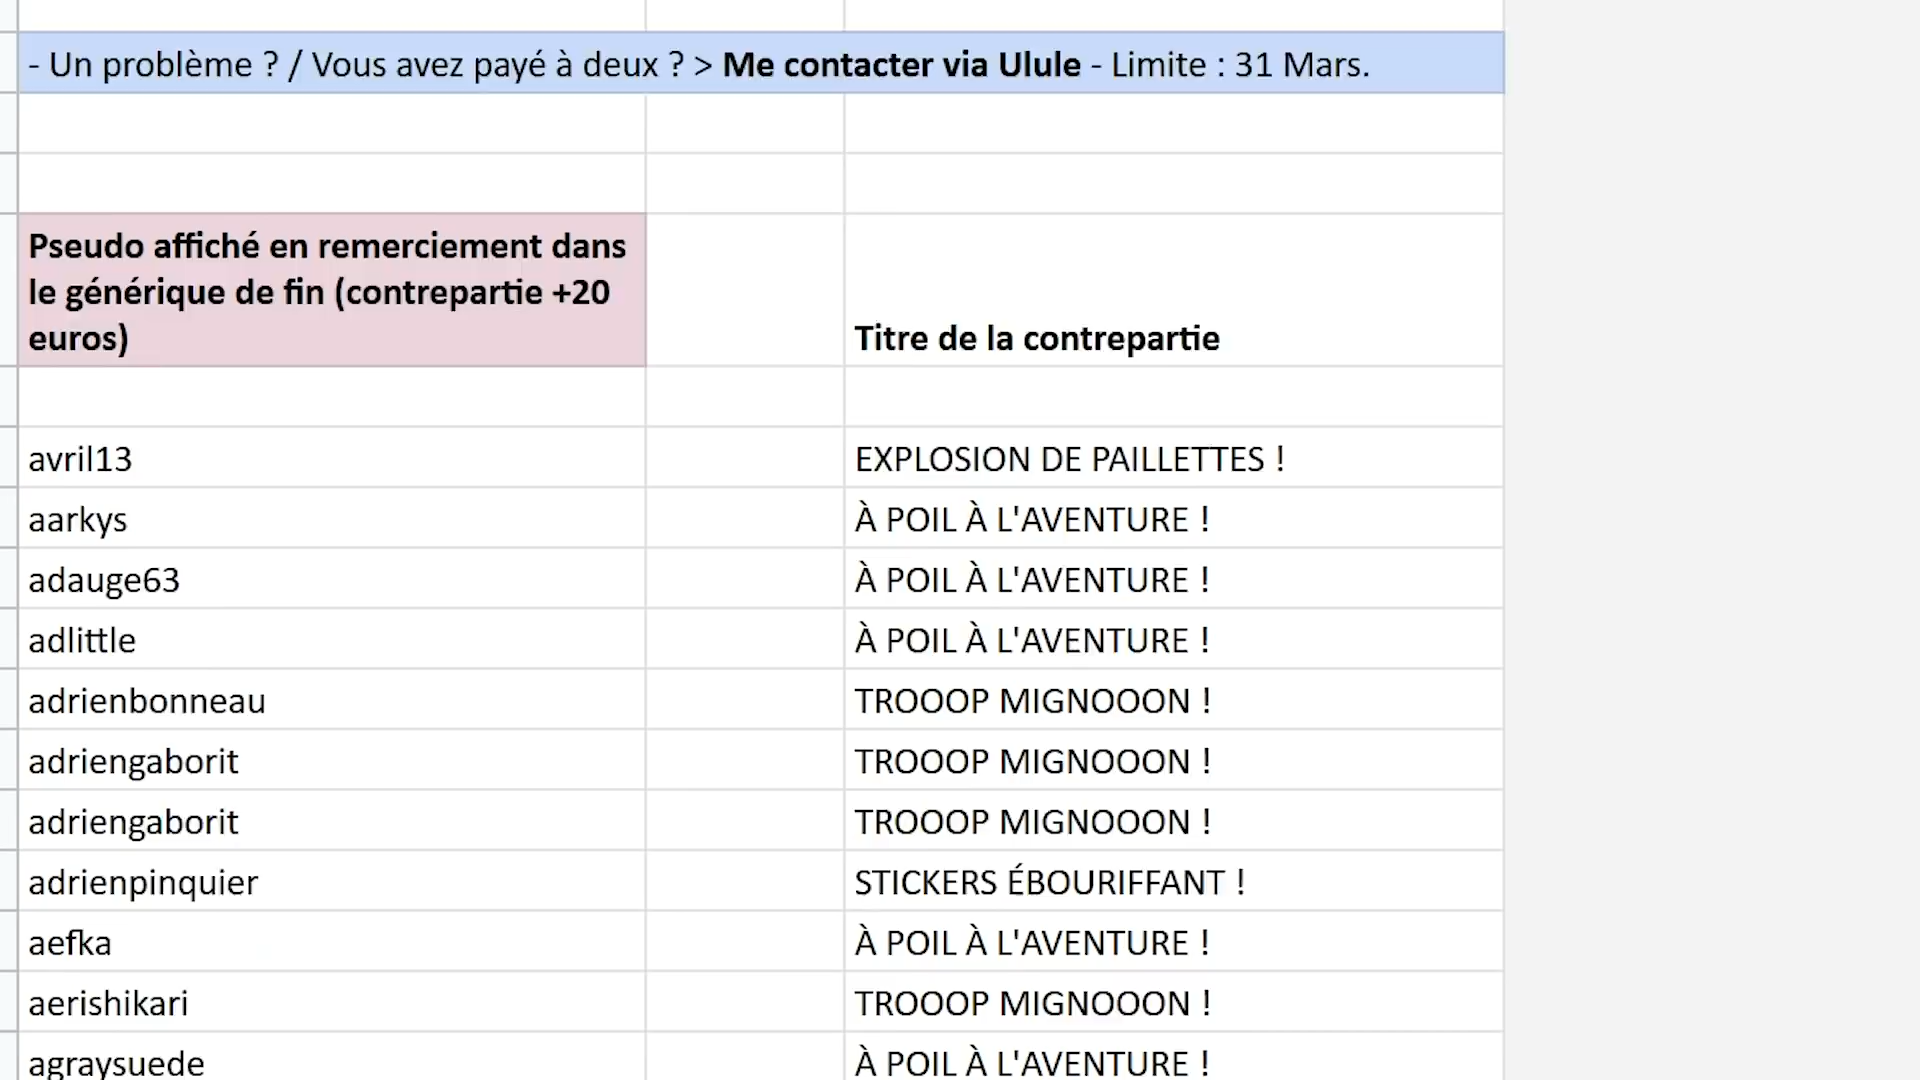 - Un problème ? / Vous avez payé à deux ? > Me contacter via Ulule - Limite : 31 Mars.
Pseudo affiché en remerciement dans
le générique de fin (contrepartie +20
euros)
Titre de la contrepartie
avril13 EXPLOSION DE PAILLETTES !
aarkys À POIL À L'AVENTURE !
adauge63 À POIL À L'AVENTURE !
adlittle À POIL À L'AVENTURE !
adrienbonneau TROOOP MIGNOOON !
adriengaborit TROOOP MIGNOOON !
adriengaborit TROOOP MIGNOOON !
adrienpinquier STICKERS ÉBOURIFFANT !
aefka À POIL À L'AVENTURE !
aerishikari TROOOP MIGNOOON !
agraysuede À POIL À L'AVENTURE !